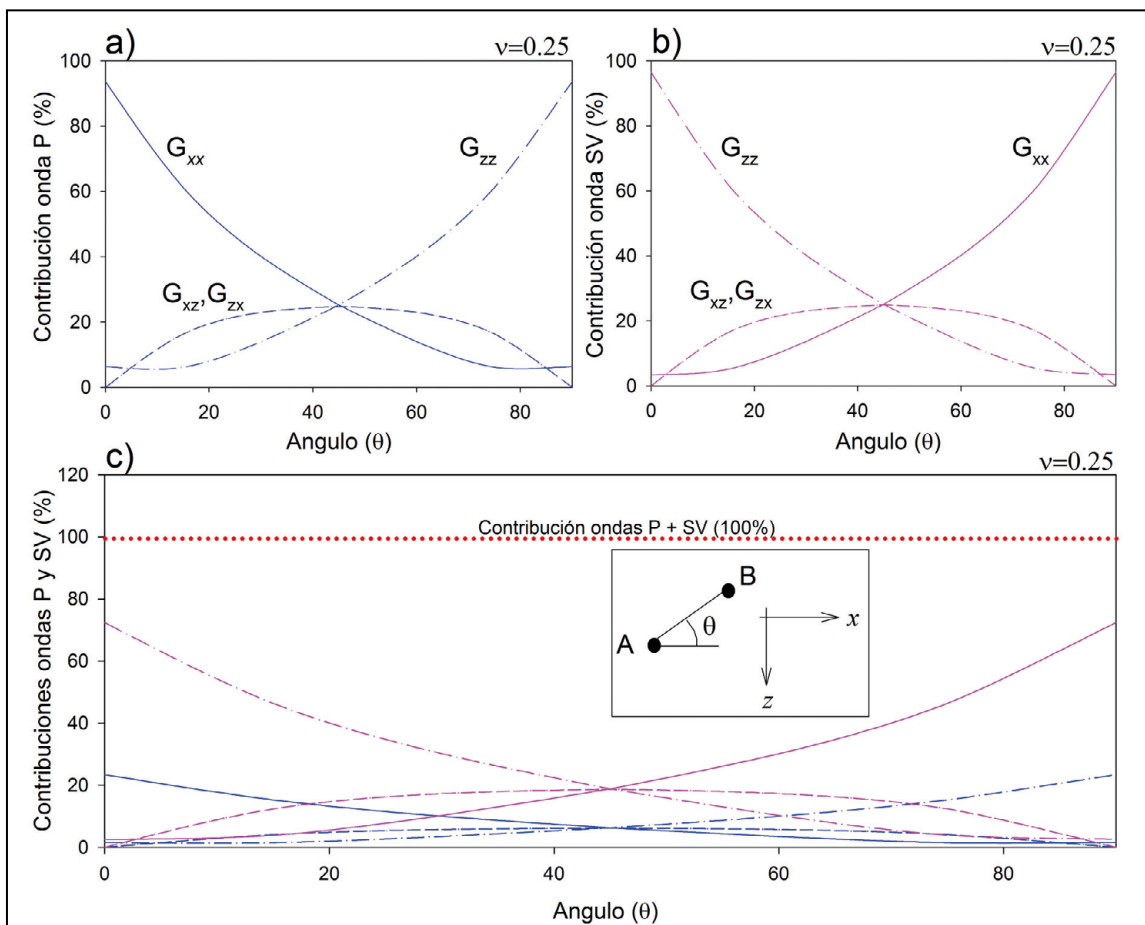 a)
ν=0.25
Contribución onda P (%)
100
80
60
40
20
0
G_xx
G_zz
G_xz,G_zx
0 20 40 60 80
Angulo (θ)
b)
ν=0.25
Contribución onda SV (%)
100
80
60
40
20
0
G_zz
G_xx
G_xz,G_zx
0 20 40 60 80
Angulo (θ)
c)
ν=0.25
Contribuciones ondas P y SV (%)
120
100
80
60
40
20
0
Contribución ondas P + SV (100%)
B
A
θ
x
z
0 20 40 60 80
Angulo (θ)